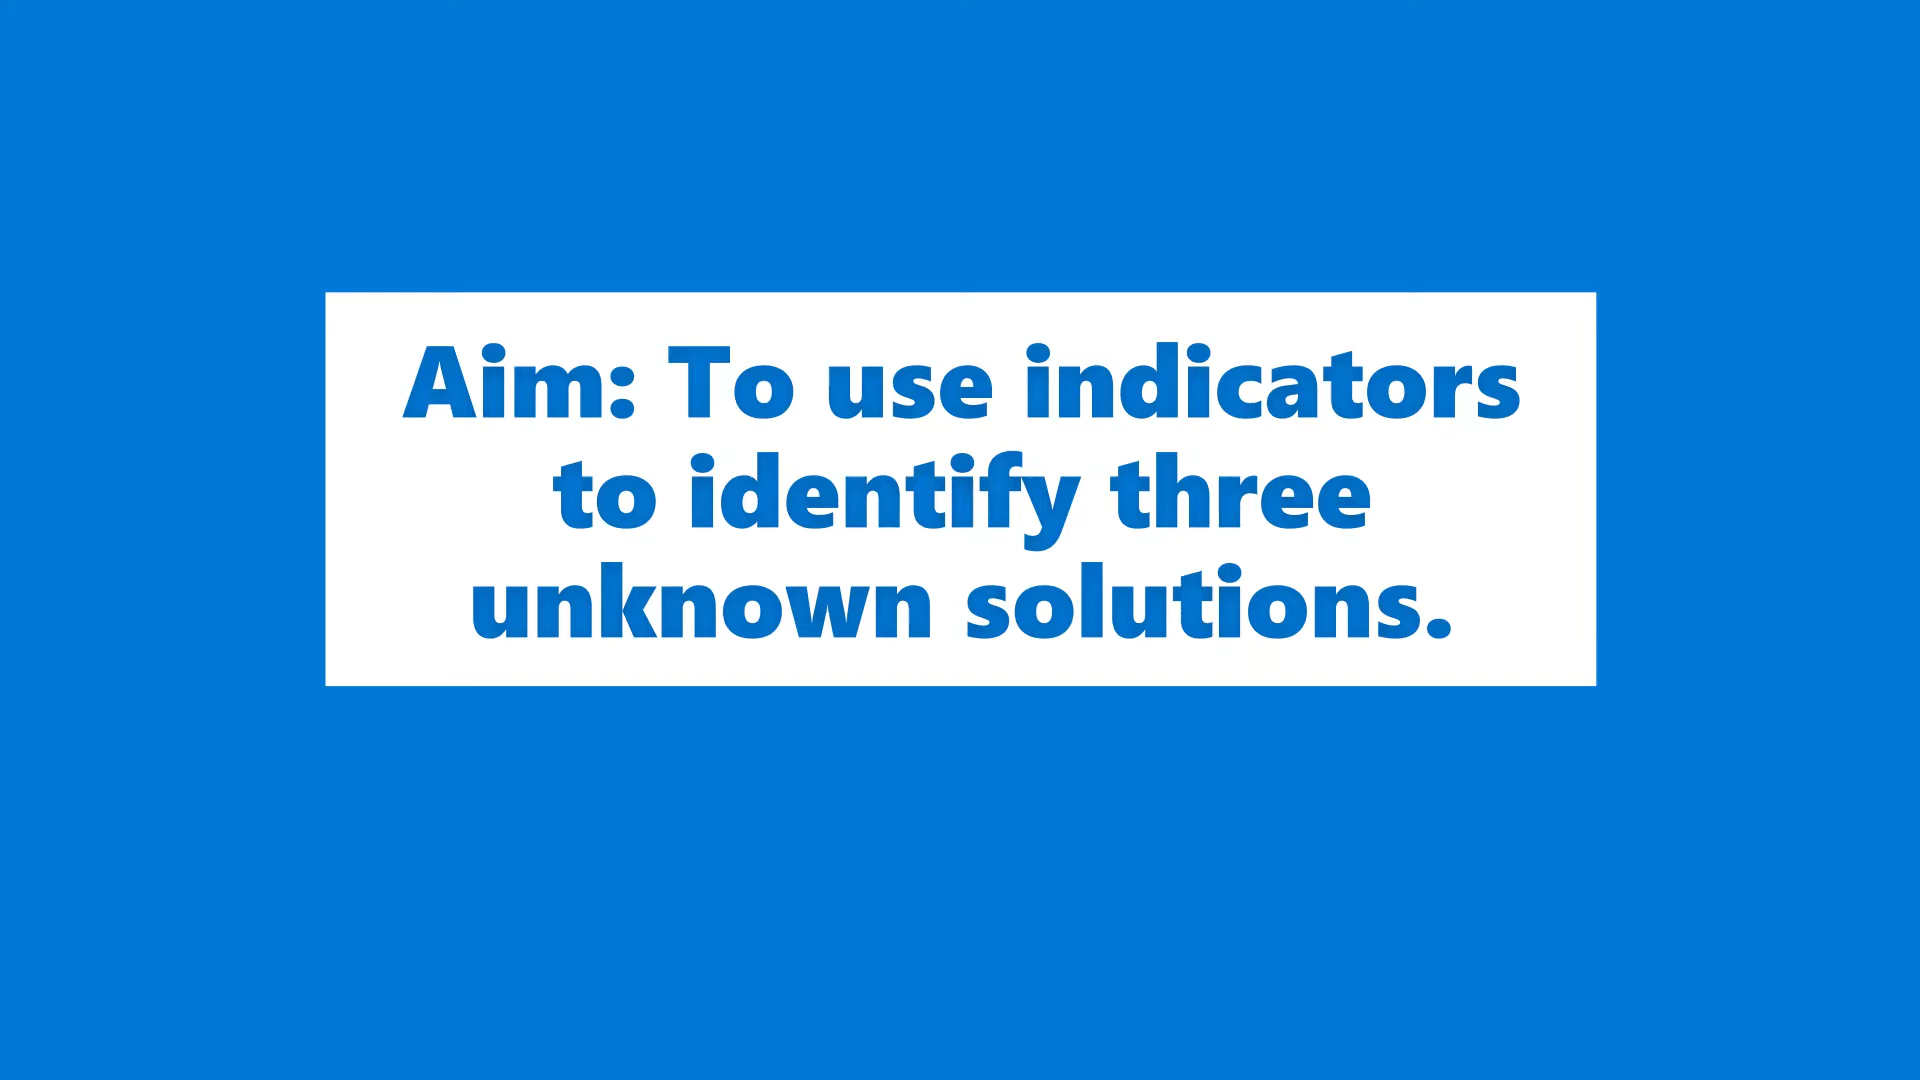 Aim: To use indicators
to identify three
unknown solutions.